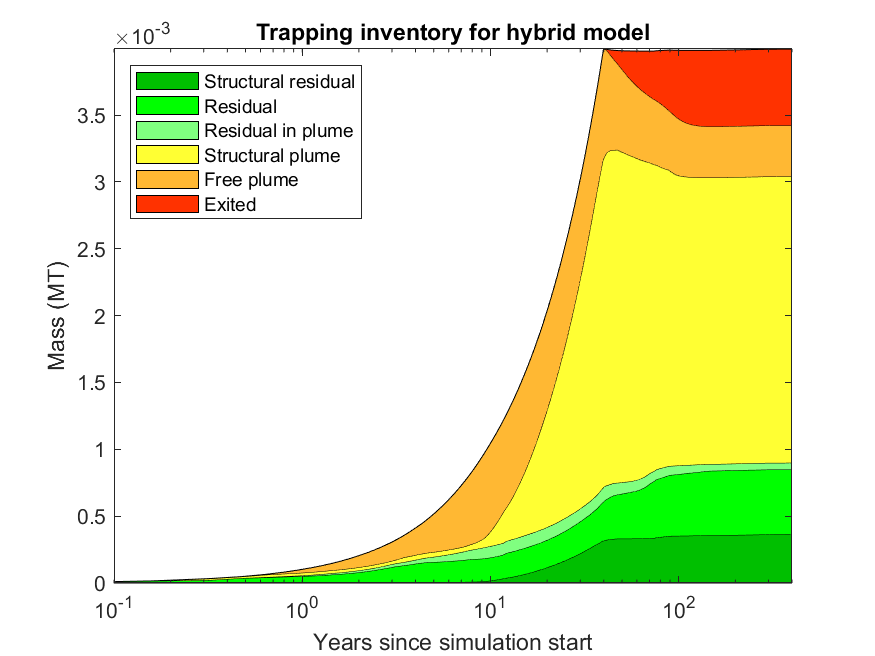 Trapping inventory for hybrid model
×10⁻³
Structural residual
Residual
Residual in plume
Structural plume
Free plume
Exited
3.5
3
2.5
2
1.5
1
0.5
0
Mass (MT)
10⁻¹ 10⁰ 10¹ 10²
Years since simulation start